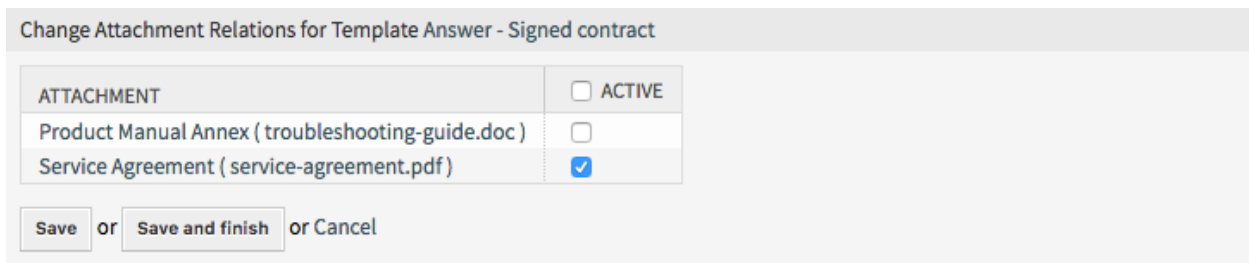 Change Attachment Relations for Template Answer - Signed contract
ATTACHMENT ACTIVE
Product Manual Annex ( troubleshooting-guide.doc )
Service Agreement ( service-agreement.pdf )
Save or Save and finish or Cancel